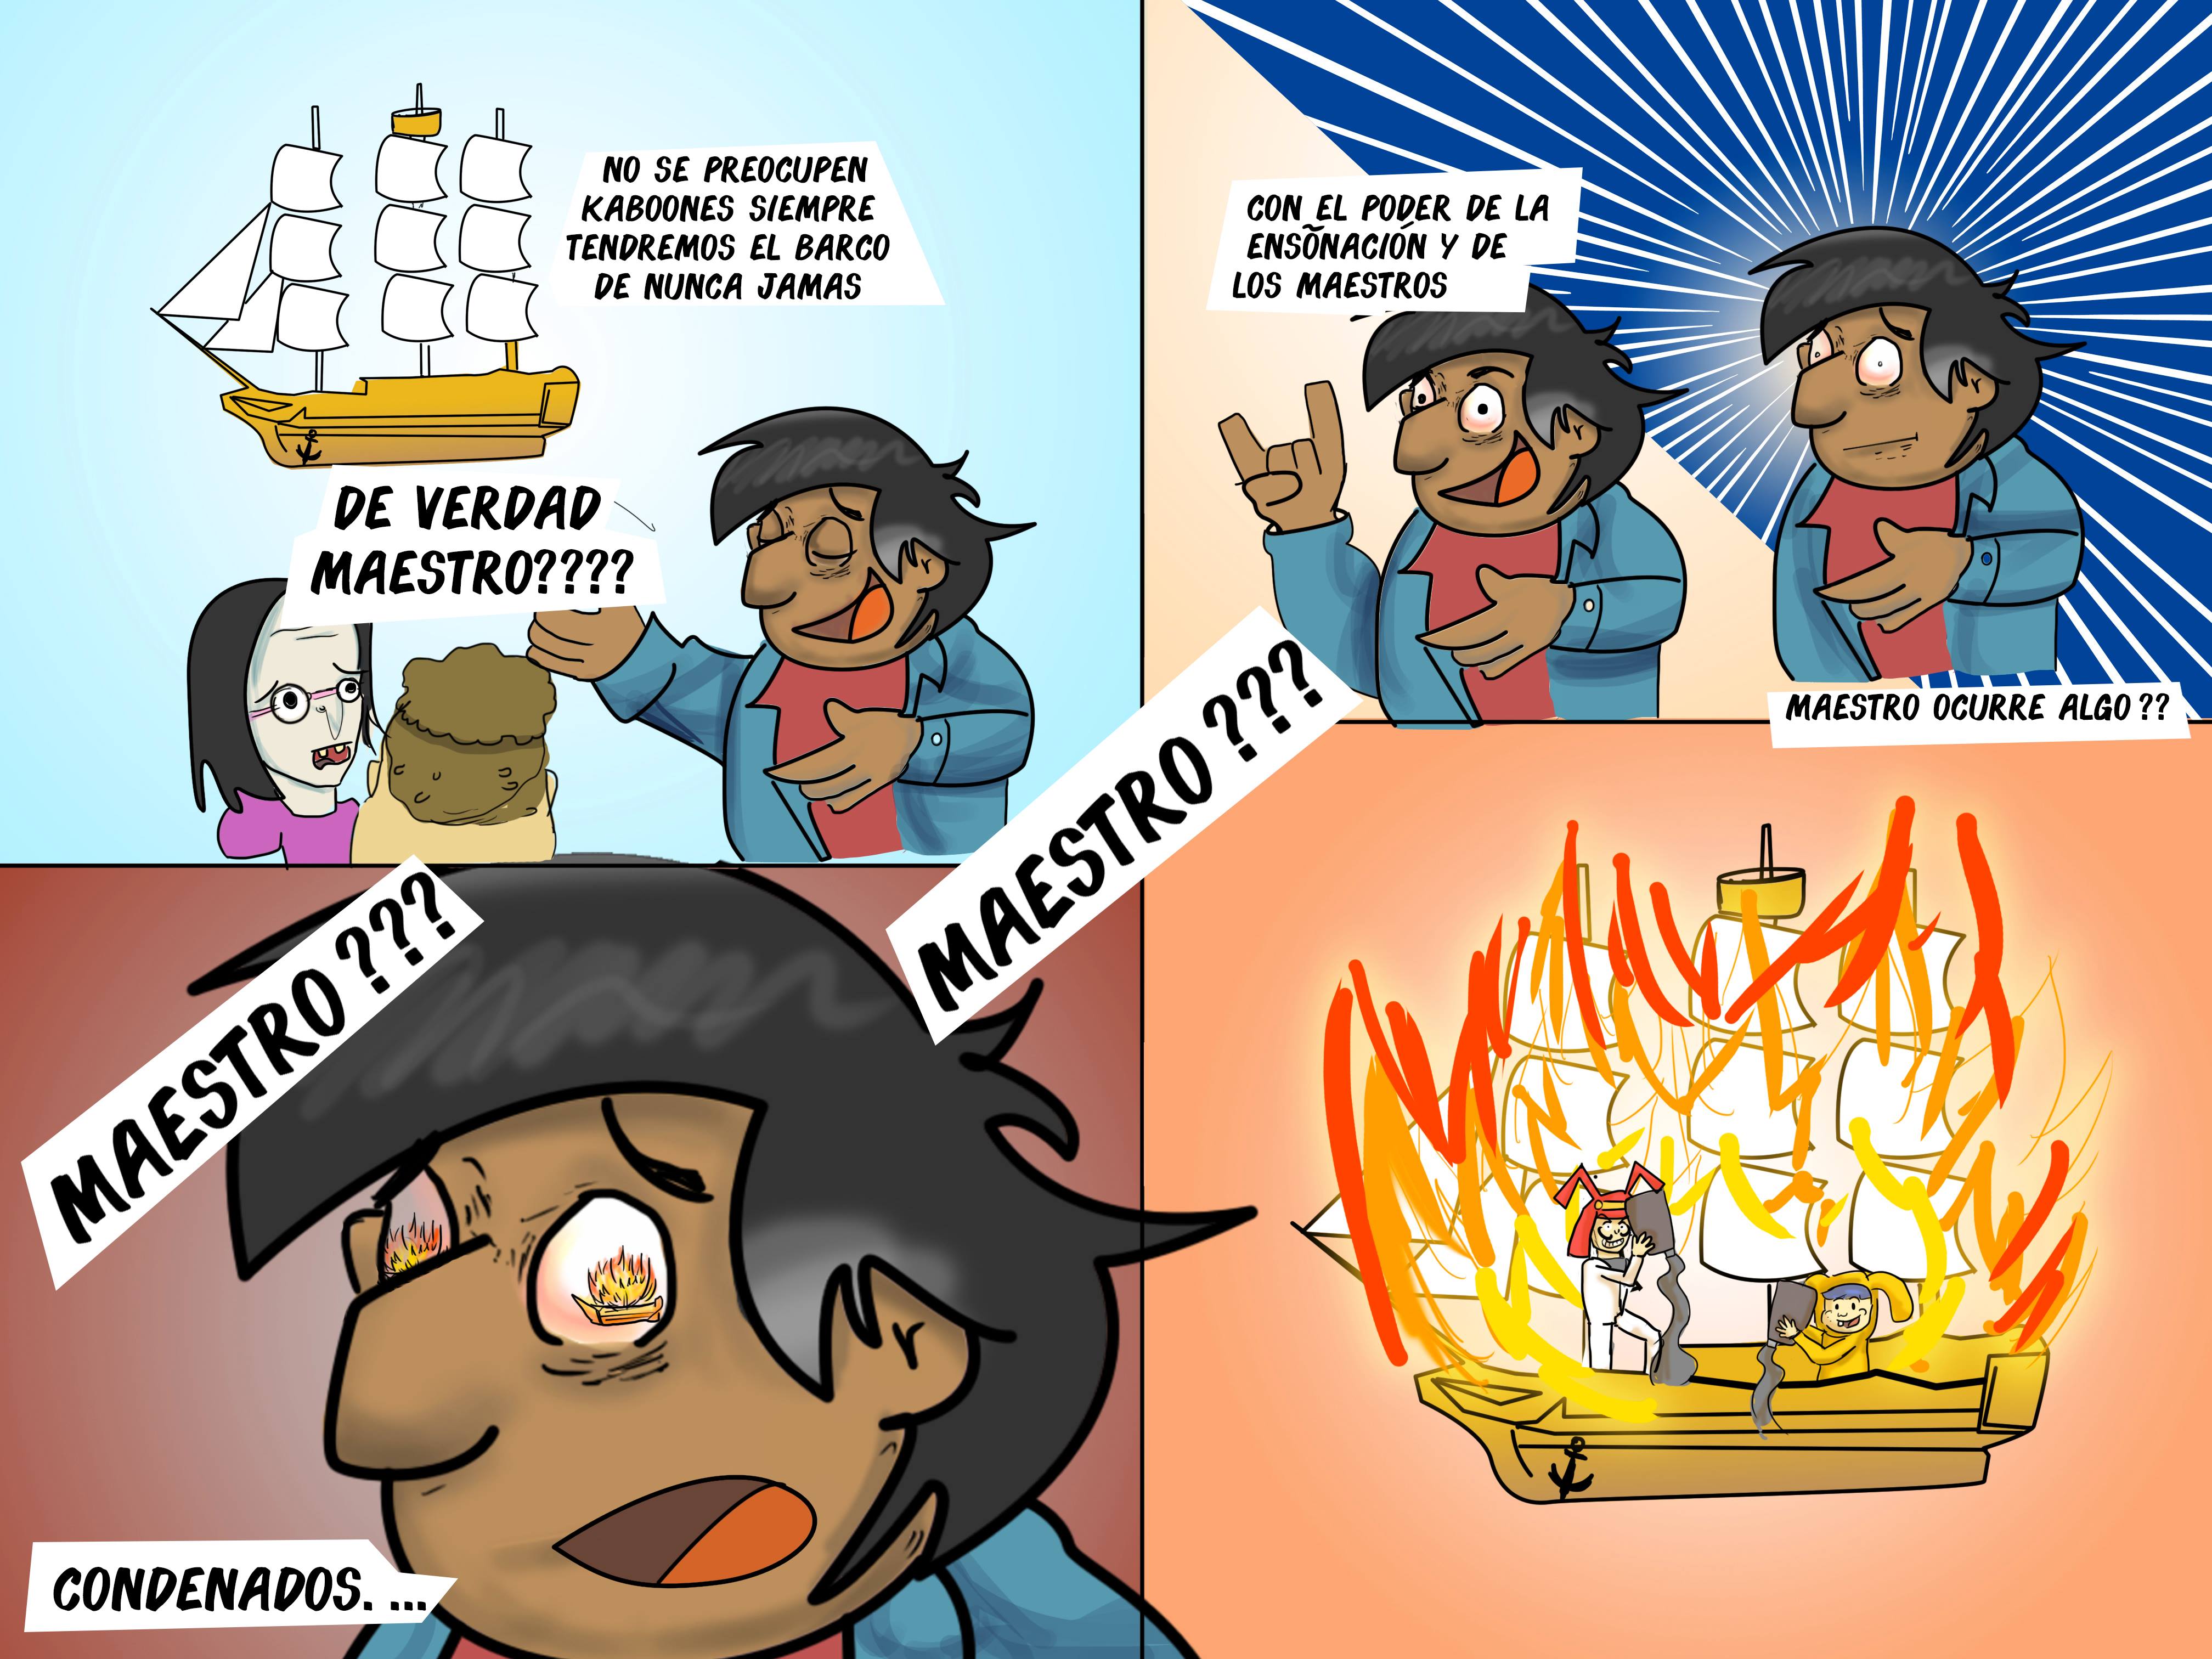 NO SE PREOCUPEN
KABOONES SIEMPRE
TENDREMOS EL BARCO
DE NUNCA JAMAS
DE VERDAD
MAESTRO????
CON EL PODER DE LA
ENSOÑACIÓN Y DE
LOS MAESTROS
MAESTRO OCURRE ALGO ??
MAESTRO ???
MAESTRO ???
CONDENADOS. ...